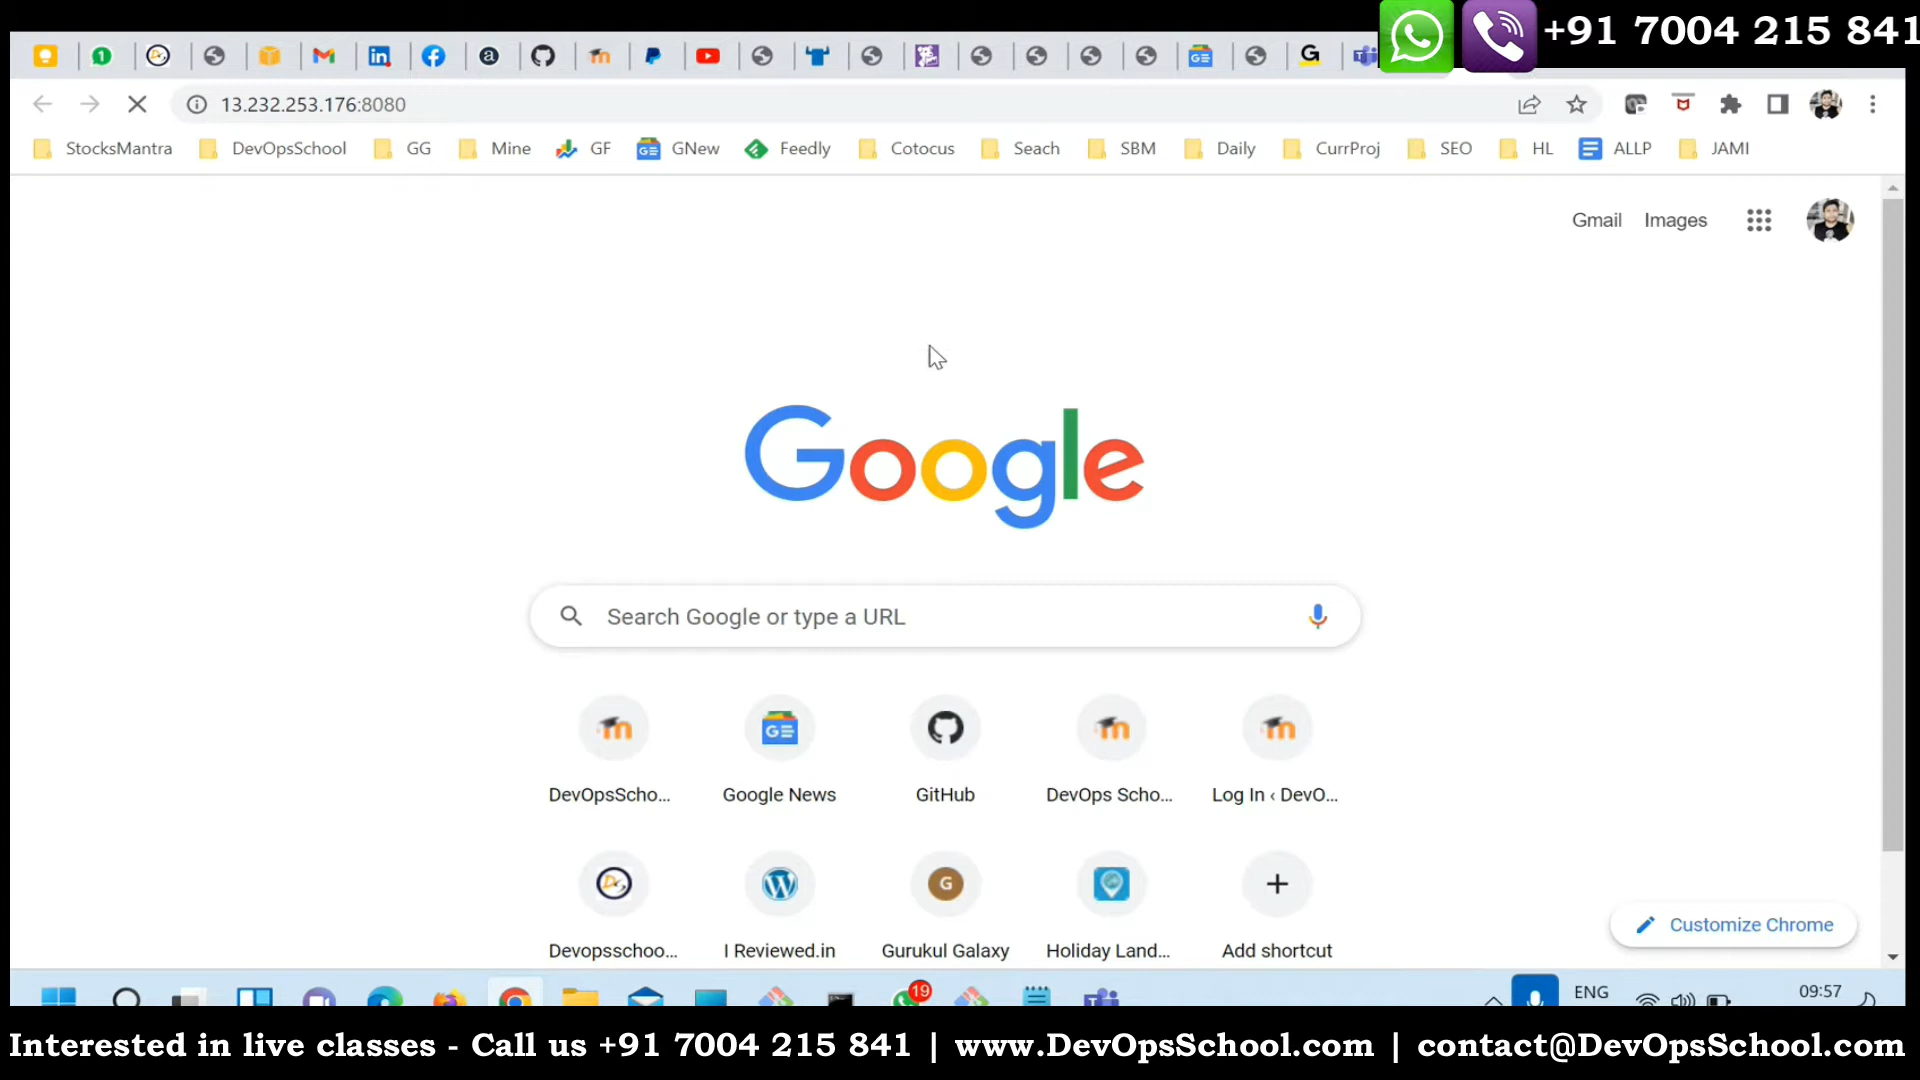 +91 7004 215 841
13.232.253.176:8080
StocksMantra DevOpsSchool GG Mine GF GNew Feedly Cotocus Seach SBM Daily CurrProj SEO HL ALLP JAMI
Gmail Images
Google
Search Google or type a URL
DevOpsScho... Google News GitHub DevOps Scho... Log In ‹ DevO...
Devopsschoo... I Reviewed.in Gurukul Galaxy Holiday Land... Add shortcut
Customize Chrome
19
ENG
09:57
Interested in live classes - Call us +91 7004 215 841 | www.DevOpsSchool.com | contact@DevOpsSchool.com